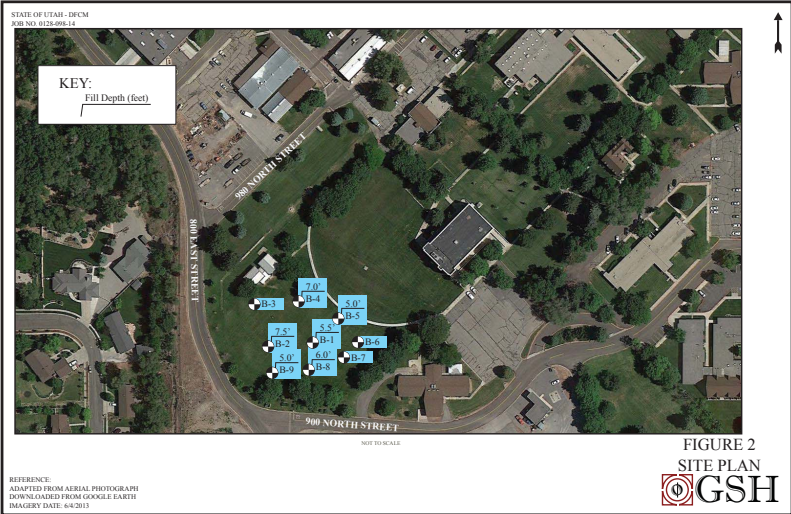 STATE OF UTAH - DFCM
JOB NO. 0128-098-14
KEY:
Fill Depth (feet)
980 NORTH STREET
800 EAST STREET
7.0'
B-3
B-4
5.0'
B-5
5.5'
7.5'
B-1
B-6
B-2
B-7
5.0'
6.0'
B-8
B-9
900 NORTH STREET
NOT TO SCALE
FIGURE 2
SITE PLAN
REFERENCE:
ADAPTED FROM AERIAL PHOTOGRAPH
DOWNLOADED FROM GOOGLE EARTH
IMAGERY DATE: 6/4/2013
GSH